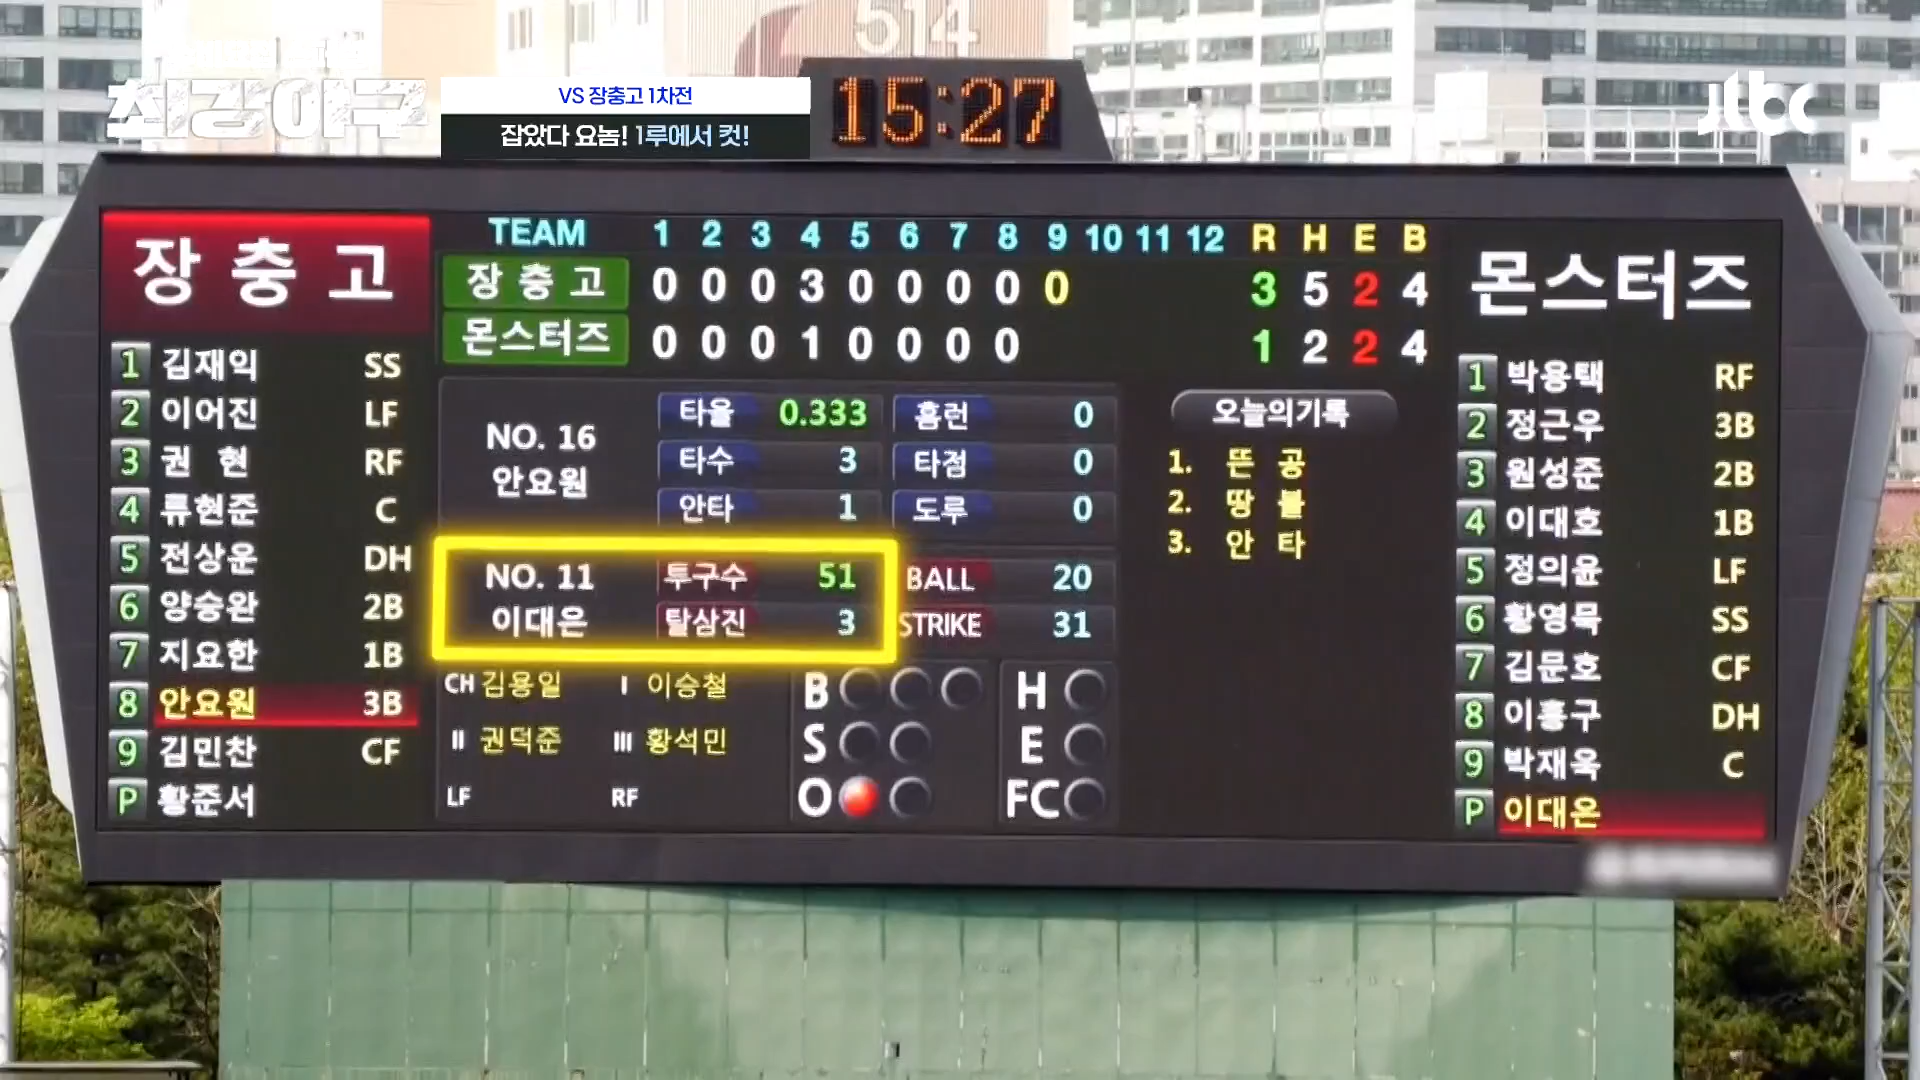 514
최강야구
VS 장충고 1차전
잡았다 요놈! 1루에서 컷!
15:27
jtbc
장충고
TEAM 1 2 3 4 5 6 7 8 9 10 11 12 R H E B
장충고 0 0 0 3 0 0 0 0 0 3 5 2 4
몬스터즈 0 0 0 1 0 0 0 0 1 2 2 4
몬스터즈
1 김재익 SS
2 이어진 LF
3 권 현 RF
4 류현준 C
5 전상운 DH
6 양승완 2B
7 지요한 1B
8 안요원 3B
9 김민찬 CF
P 황준서
NO. 16
안요원
타율 0.333 홈런 0
타수 3 타점 0
안타 1 도루 0
NO. 11
이대은
투구수 51 BALL 20
탈삼진 3 STRIKE 31
CH 김용일 I 이승철
II 권덕준 III 황석민
LF RF
B H
S E
O FC
오늘의기록
1. 뜬 공
2. 땅 볼
3. 안 타
1 박용택 RF
2 정근우 3B
3 원성준 2B
4 이대호 1B
5 정의윤 LF
6 황영묵 SS
7 김문호 CF
8 이홍구 DH
9 박재욱 C
P 이대은